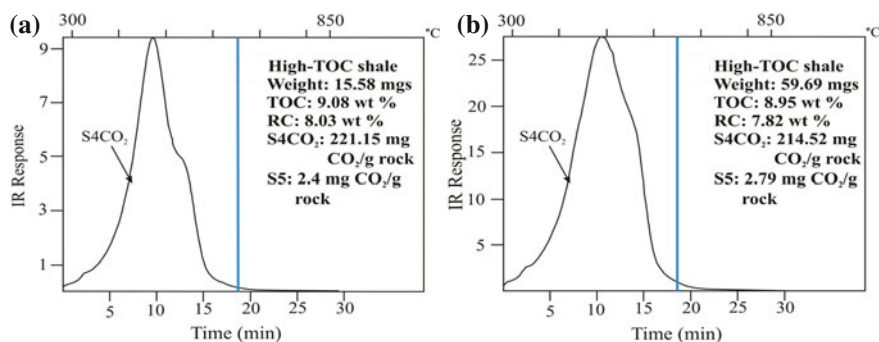 (a)
300
850
°C
9
7
5
3
1
IR Response
S4CO₂
High-TOC shale
Weight: 15.58 mgs
TOC: 9.08 wt %
RC: 8.03 wt %
S4CO₂: 221.15 mg
CO₂/g rock
S5: 2.4 mg CO₂/g
rock
5
10
15
20
25
30
Time (min)
(b)
300
850
°C
25
20
15
10
5
IR Response
S4CO₂
High-TOC shale
Weight: 59.69 mgs
TOC: 8.95 wt %
RC: 7.82 wt %
S4CO₂: 214.52 mg
CO₂/g rock
S5: 2.79 mg CO₂/g
rock
5
10
15
20
25
30
Time (min)